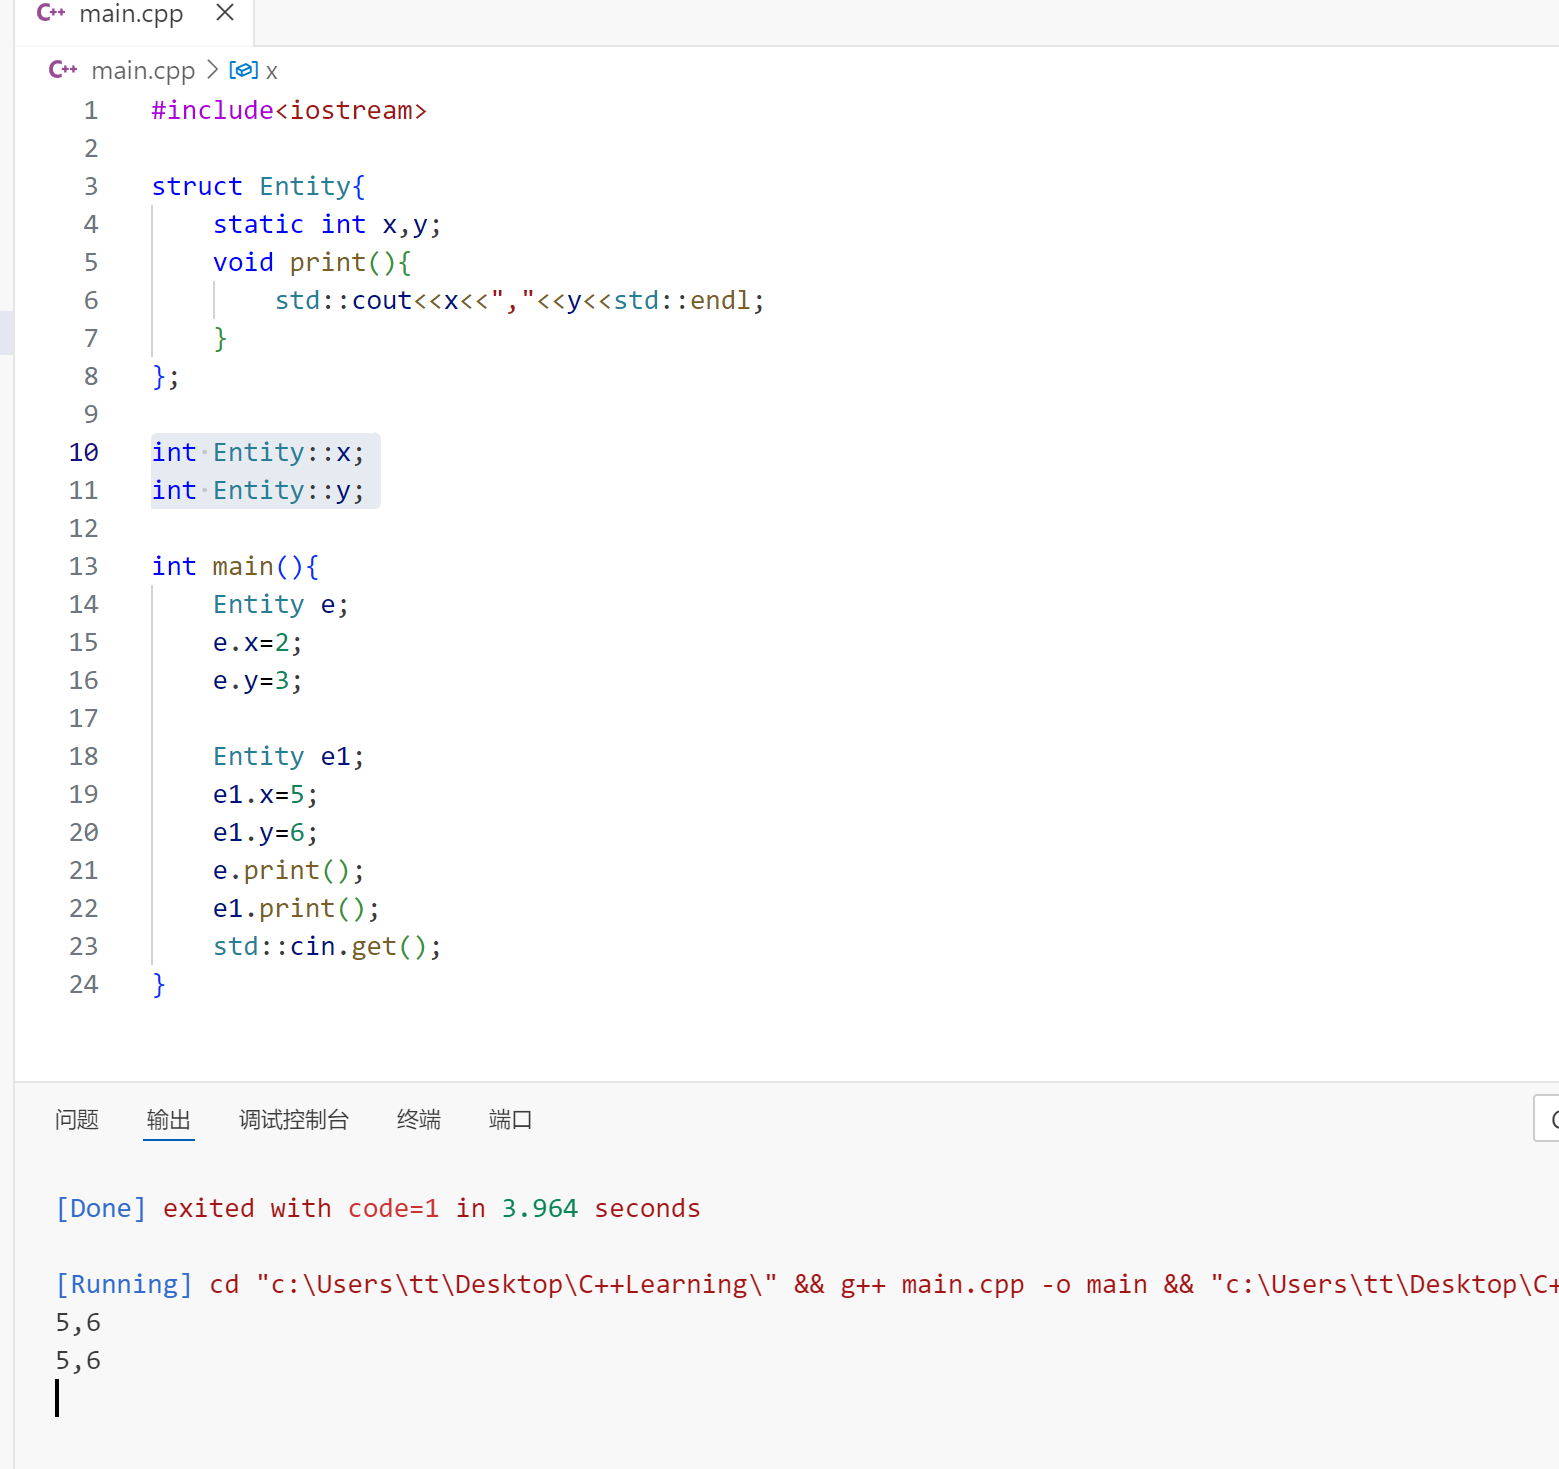 main.cpp
main.cpp > x
1 #include<iostream>
2
3 struct Entity{
4     static int x,y;
5     void print(){
6         std::cout<<x<<","<<y<<std::endl;
7     }
8 };
9
10 int Entity::x;
11 int Entity::y;
12
13 int main(){
14     Entity e;
15     e.x=2;
16     e.y=3;
17
18     Entity e1;
19     e1.x=5;
20     e1.y=6;
21     e.print();
22     e1.print();
23     std::cin.get();
24 }
问题 输出 调试控制台 终端 端口
[Done] exited with code=1 in 3.964 seconds
[Running] cd "c:\Users\tt\Desktop\C++Learning\" && g++ main.cpp -o main && "c:\Users\tt\Desktop\C+
5,6
5,6